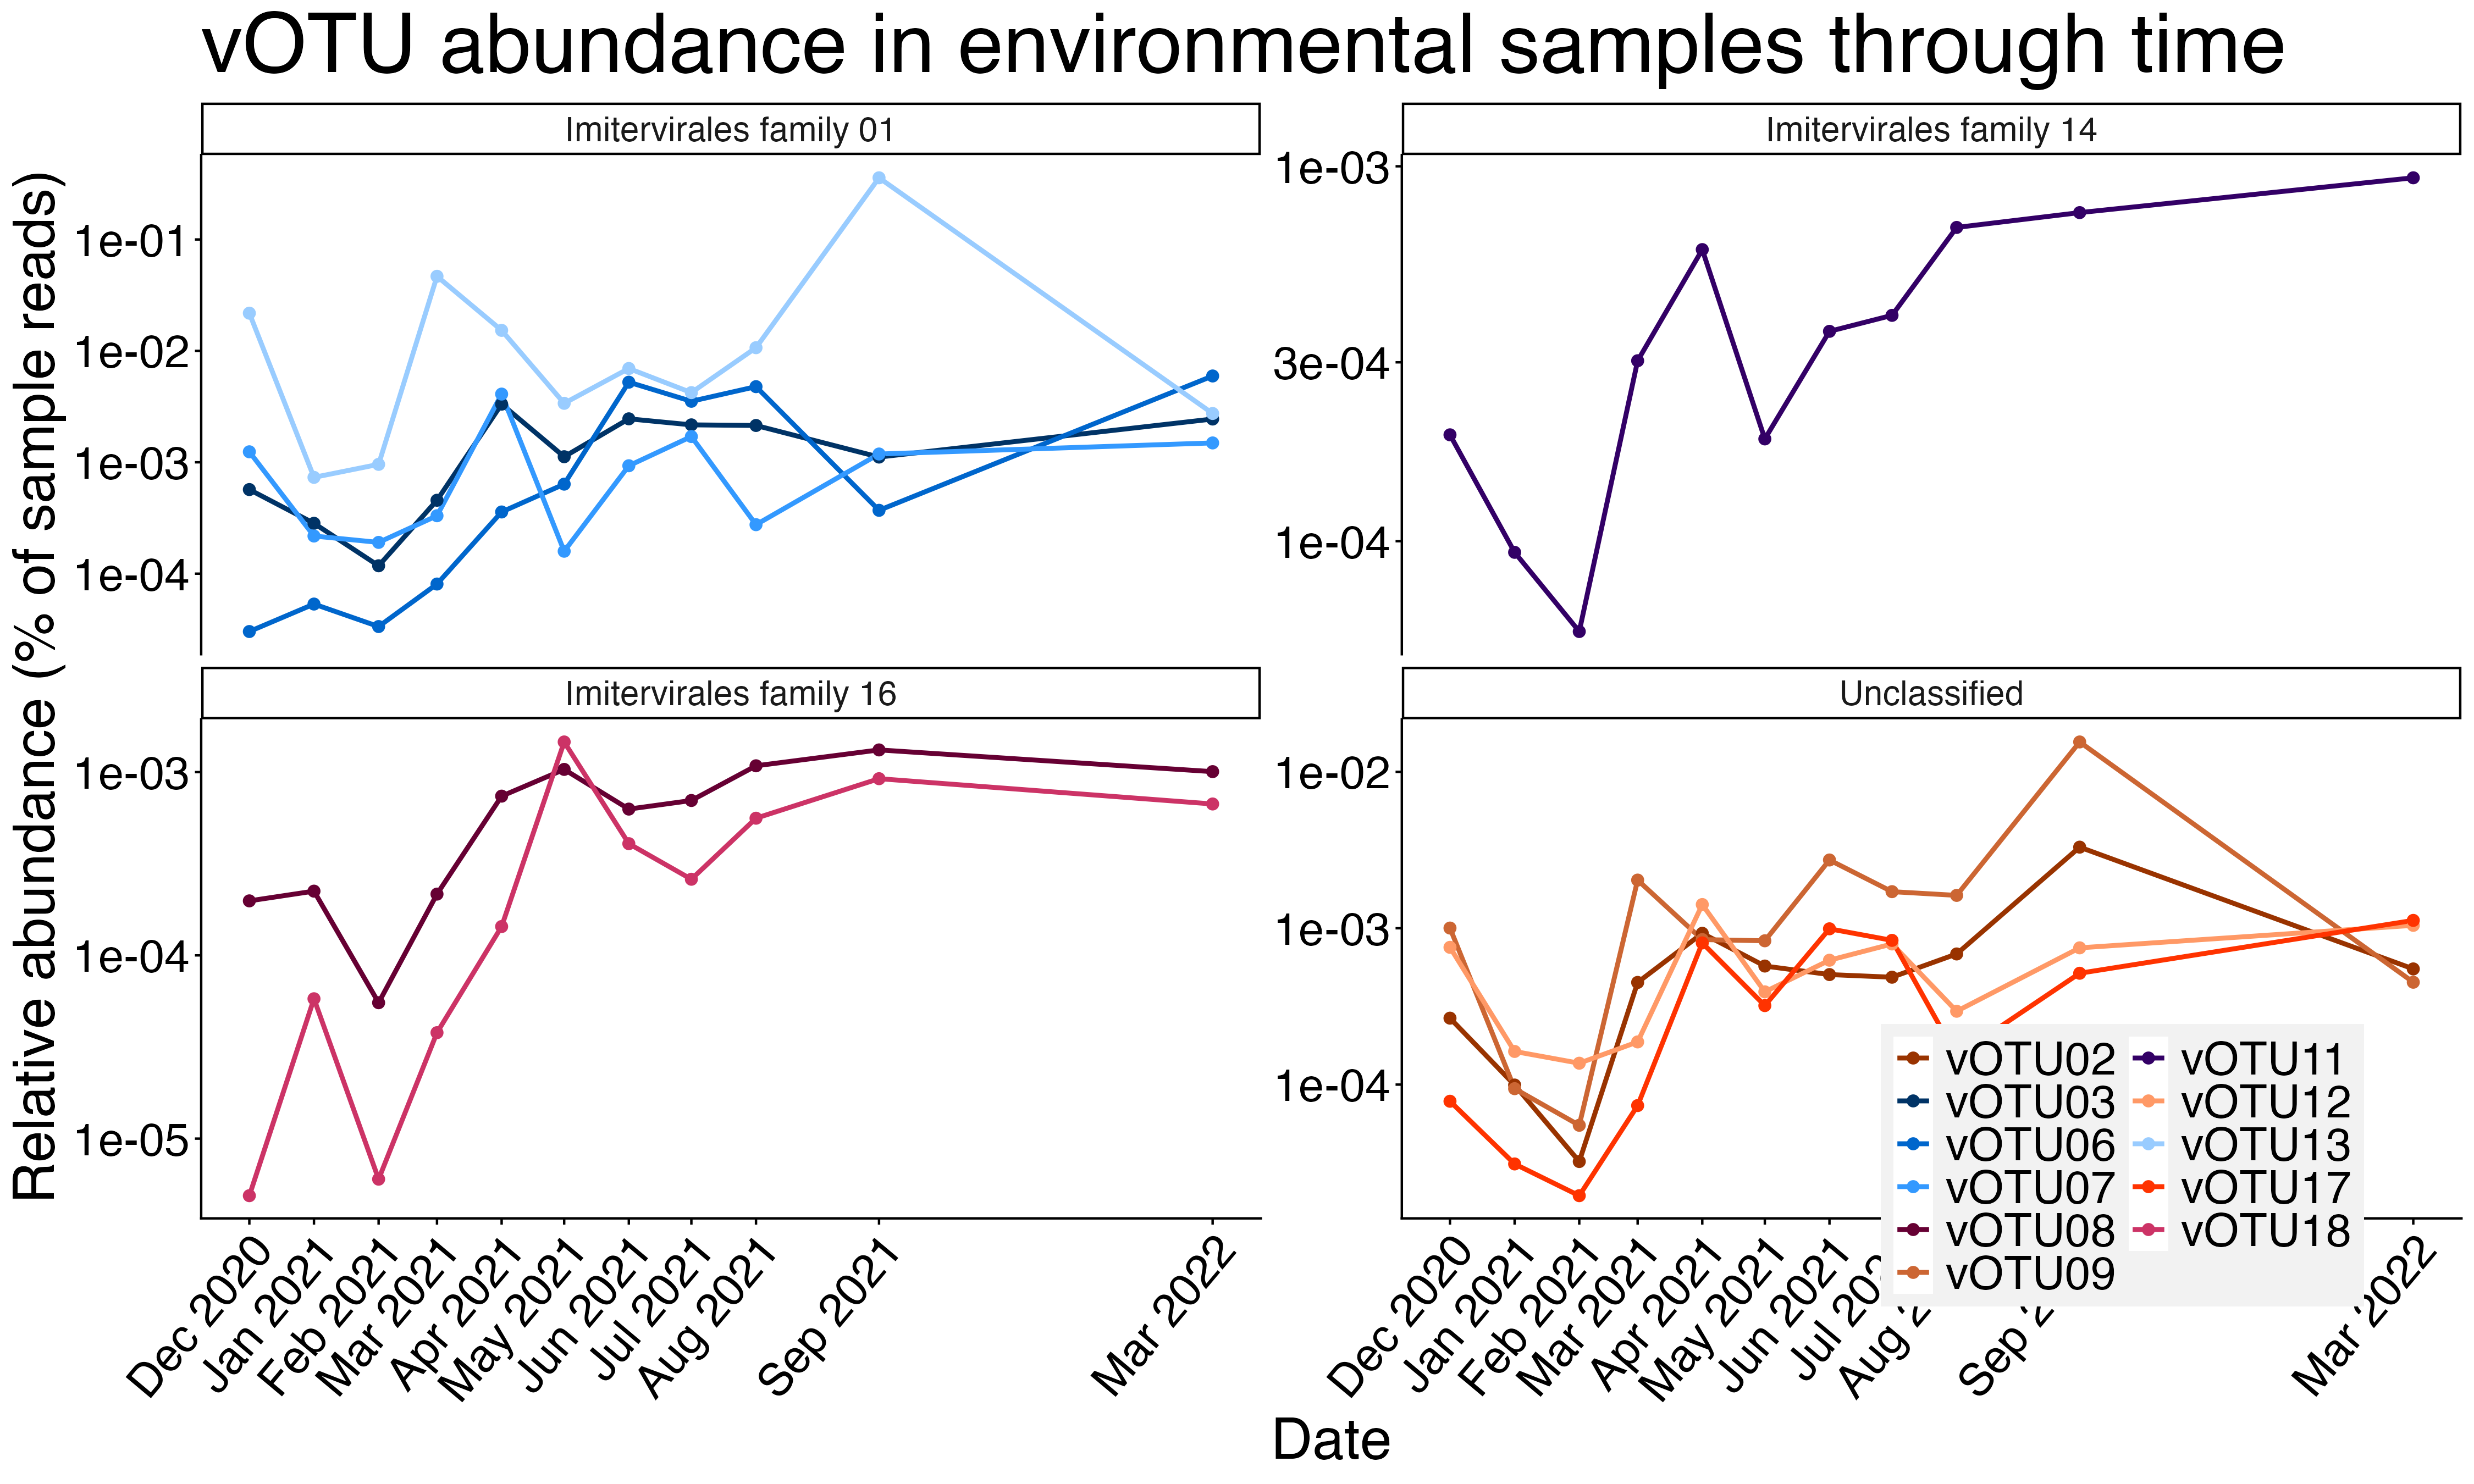 vOTU abundance in environmental samples through time
Relative abundance (% of sample reads)
Imitervirales family 01
1e-01
1e-02
1e-03
1e-04
Imitervirales family 14
1e-03
3e-04
1e-04
Imitervirales family 16
1e-03
1e-04
1e-05
Dec 2020
Jan 2021
Feb 2021
Mar 2021
Apr 2021
May 2021
Jun 2021
Jul 2021
Aug 2021
Sep 2021
Mar 2022
Unclassified
1e-02
1e-03
1e-04
Dec 2020
Jan 2021
Feb 2021
Mar 2021
Apr 2021
May 2021
Jun 2021
Jul
Aug
Sep
Mar 2022
vOTU02
vOTU03
vOTU06
vOTU07
vOTU08
vOTU09
vOTU11
vOTU12
vOTU13
vOTU17
vOTU18
Date